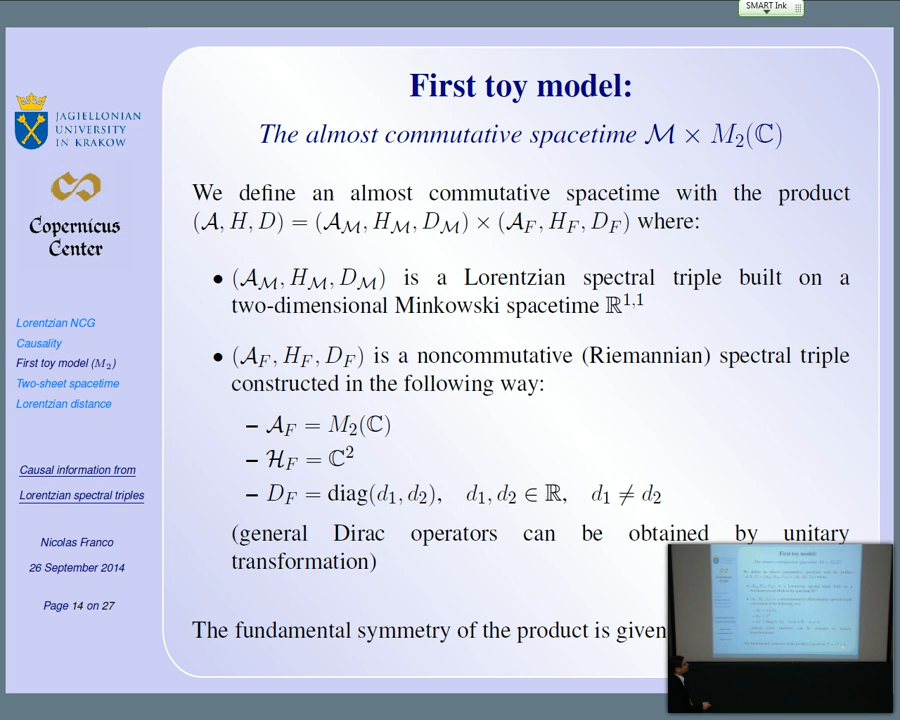 SMART Ink
First toy model:
The almost commutative spacetime ℳ × M₂(ℂ)
We define an almost commutative spacetime with the product
(𝒜, H, D) = (𝒜_ℳ, H_ℳ, D_ℳ) × (𝒜_F, H_F, D_F) where:
• (𝒜_ℳ, H_ℳ, D_ℳ) is a Lorentzian spectral triple built on a
two-dimensional Minkowski spacetime ℝ¹,¹
• (𝒜_F, H_F, D_F) is a noncommutative (Riemannian) spectral triple
constructed in the following way:
– 𝒜_F = M₂(ℂ)
– ℋ_F = ℂ²
– D_F = diag(d₁, d₂), d₁, d₂ ∈ ℝ, d₁ ≠ d₂
(general Dirac operators can be obtained by unitary
transformation)
The fundamental symmetry of the product is given
JAGIELLONIAN
UNIVERSITY
IN KRAKOW
Copernicus
Center
Lorentzian NCG
Causality
First toy model (M₂)
Two-sheet spacetime
Lorentzian distance
Causal information from
Lorentzian spectral triples
Nicolas Franco
26 September 2014
Page 14 on 27